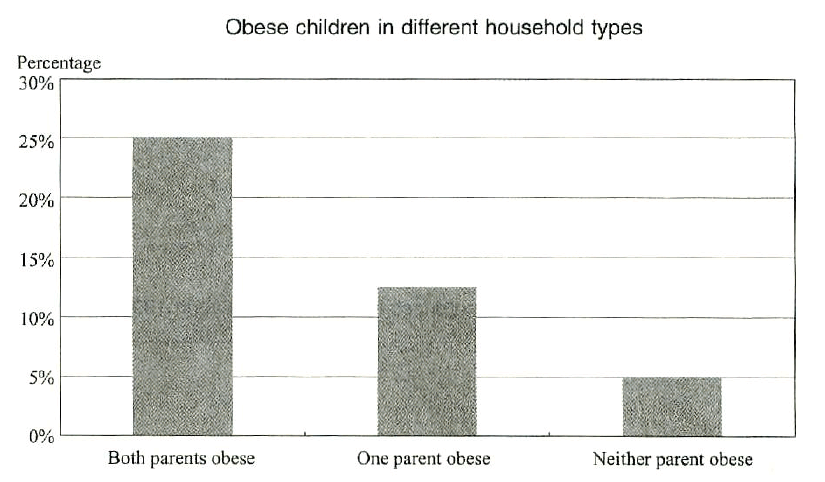 Obese children in different household types
Percentage
30%
25%
20%
15%
10%
5%
0%
Both parents obese
One parent obese
Neither parent obese